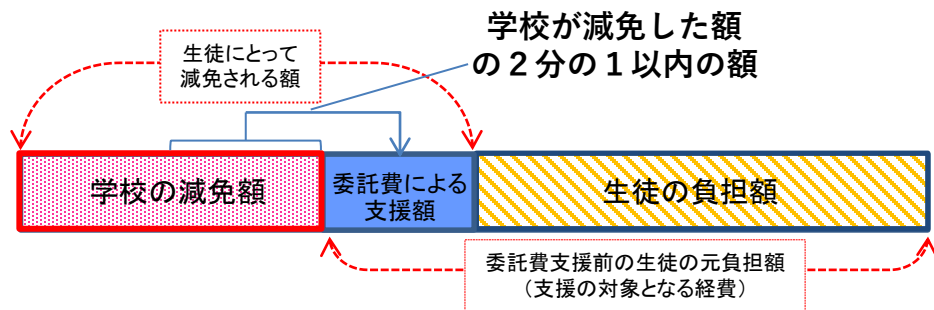 学校が減免した額
の２分の１以内の額
生徒にとって
減免される額
学校の減免額
委託費による
支援額
生徒の負担額
委託費支援前の生徒の元負担額
（支援の対象となる経費）